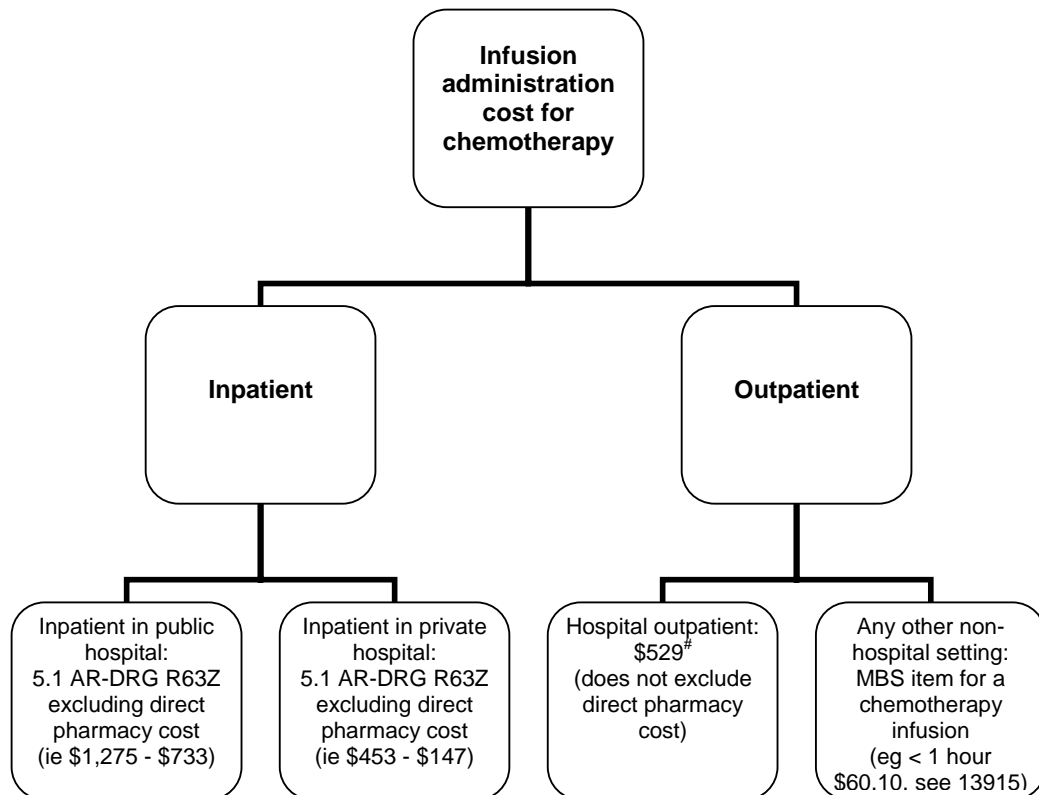 Infusion
administration
cost for
chemotherapy
Inpatient
Outpatient
Inpatient in public
hospital:
5.1 AR-DRG R63Z
excluding direct
pharmacy cost
(ie $1,275 - $733)
Inpatient in private
hospital:
5.1 AR-DRG R63Z
excluding direct
pharmacy cost
(ie $453 - $147)
Hospital outpatient:
$529#
(does not exclude
direct pharmacy
cost)
Any other non-
hospital setting:
MBS item for a
chemotherapy
infusion
(eg < 1 hour
$60.10, see 13915)